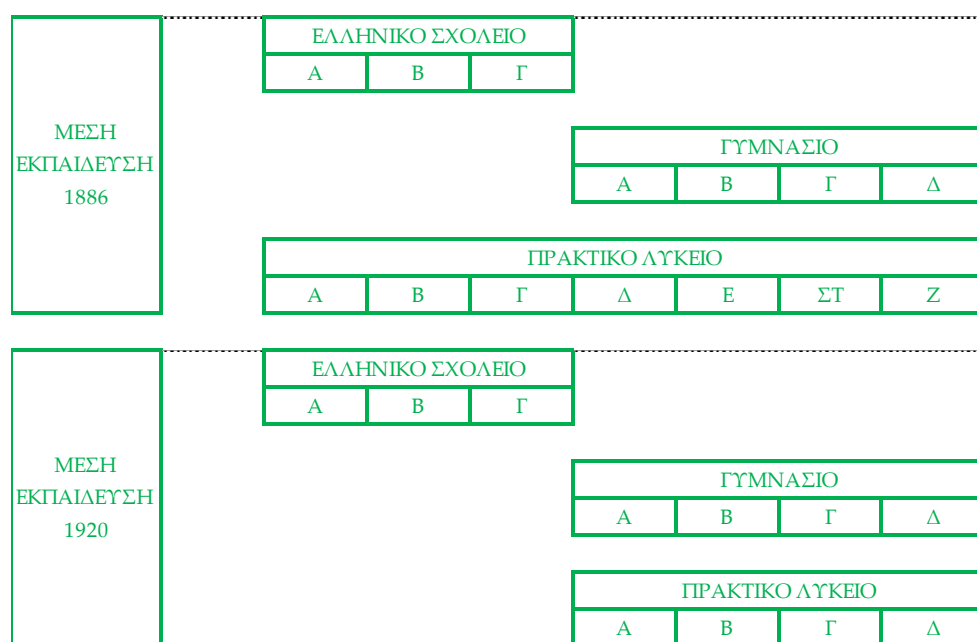 ΕΛΛΗΝΙΚΟ ΣΧΟΛΕΙΟ
Α Β Γ
ΜΕΣΗ
ΕΚΠΑΙΔΕΥΣΗ
1886
ΓΥΜΝΑΣΙΟ
Α Β Γ Δ
ΠΡΑΚΤΙΚΟ ΛΥΚΕΙΟ
Α Β Γ Δ Ε ΣΤ Ζ
ΕΛΛΗΝΙΚΟ ΣΧΟΛΕΙΟ
Α Β Γ
ΜΕΣΗ
ΕΚΠΑΙΔΕΥΣΗ
1920
ΓΥΜΝΑΣΙΟ
Α Β Γ Δ
ΠΡΑΚΤΙΚΟ ΛΥΚΕΙΟ
Α Β Γ Δ